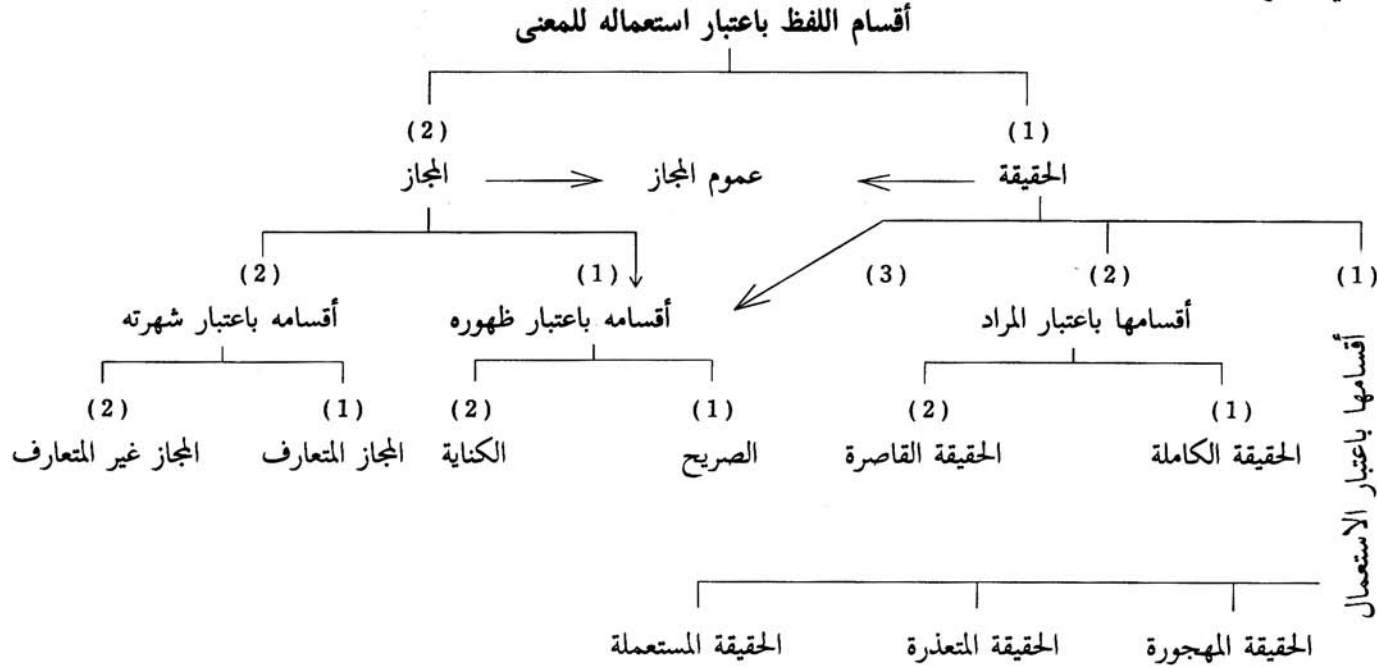 أقسام اللفظ باعتبار استعماله للمعنى
(1) (2)
الحقيقة عموم المجاز المجاز
(1) (2) (3) (1) (2)
أقسامها باعتبار الاستعمال
أقسامها باعتبار المراد أقسامه باعتبار ظهوره أقسامه باعتبار شهرته
(1) (2) (1) (2) (1) (2)
الحقيقة الكاملة الحقيقة القاصرة الصريح الكناية المجاز المتعارف المجاز غير المتعارف
الحقيقة المهجورة الحقيقة المتعذرة الحقيقة المستعملة